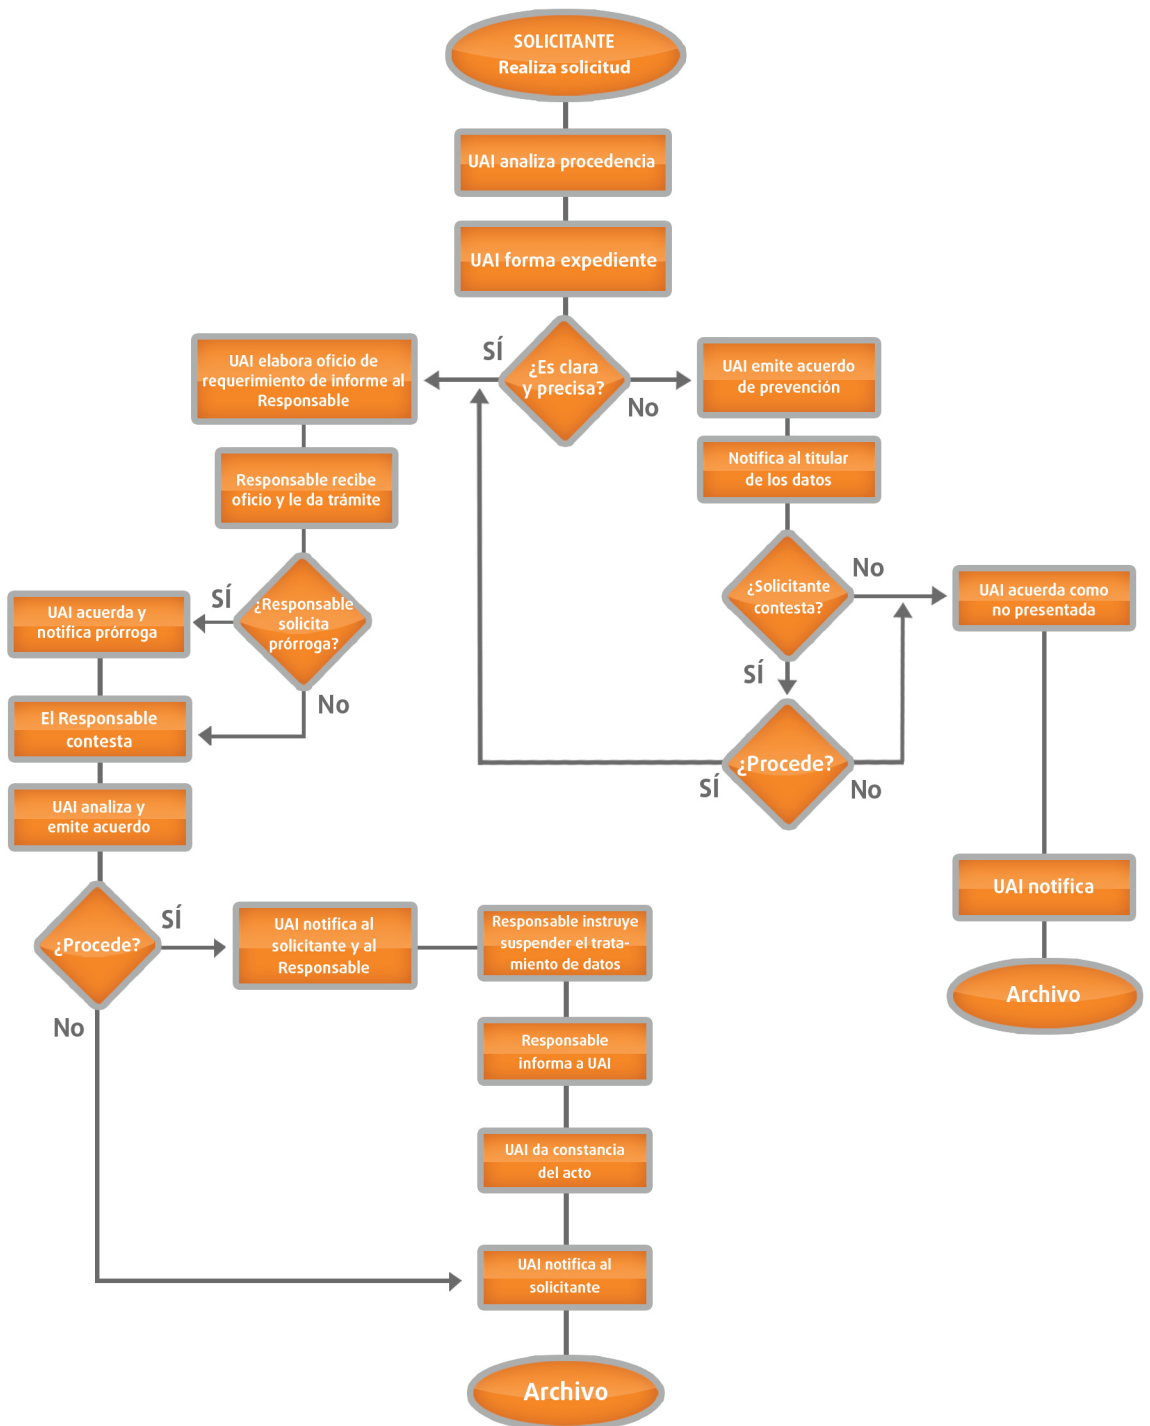 SOLICITANTE
Realiza solicitud
UAI analiza procedencia
UAI forma expediente
¿Es clara
y precisa?
SÍ
No
UAI elabora oficio de
requerimiento de informe al
Responsable
Responsable recibe
oficio y le da trámite
¿Responsable
solicita
prórroga?
SÍ
No
UAI acuerda y
notifica prórroga
El Responsable
contesta
UAI analiza y
emite acuerdo
¿Procede?
SÍ
No
UAI notifica al
solicitante y al
Responsable
Responsable instruye
suspender el trata-
miento de datos
Responsable
informa a UAI
UAI da constancia
del acto
UAI notifica al
solicitante
Archivo
UAI emite acuerdo
de prevención
Notifica al titular
de los datos
¿Solicitante
contesta?
No
SÍ
¿Procede?
SÍ
No
UAI acuerda como
no presentada
UAI notifica
Archivo